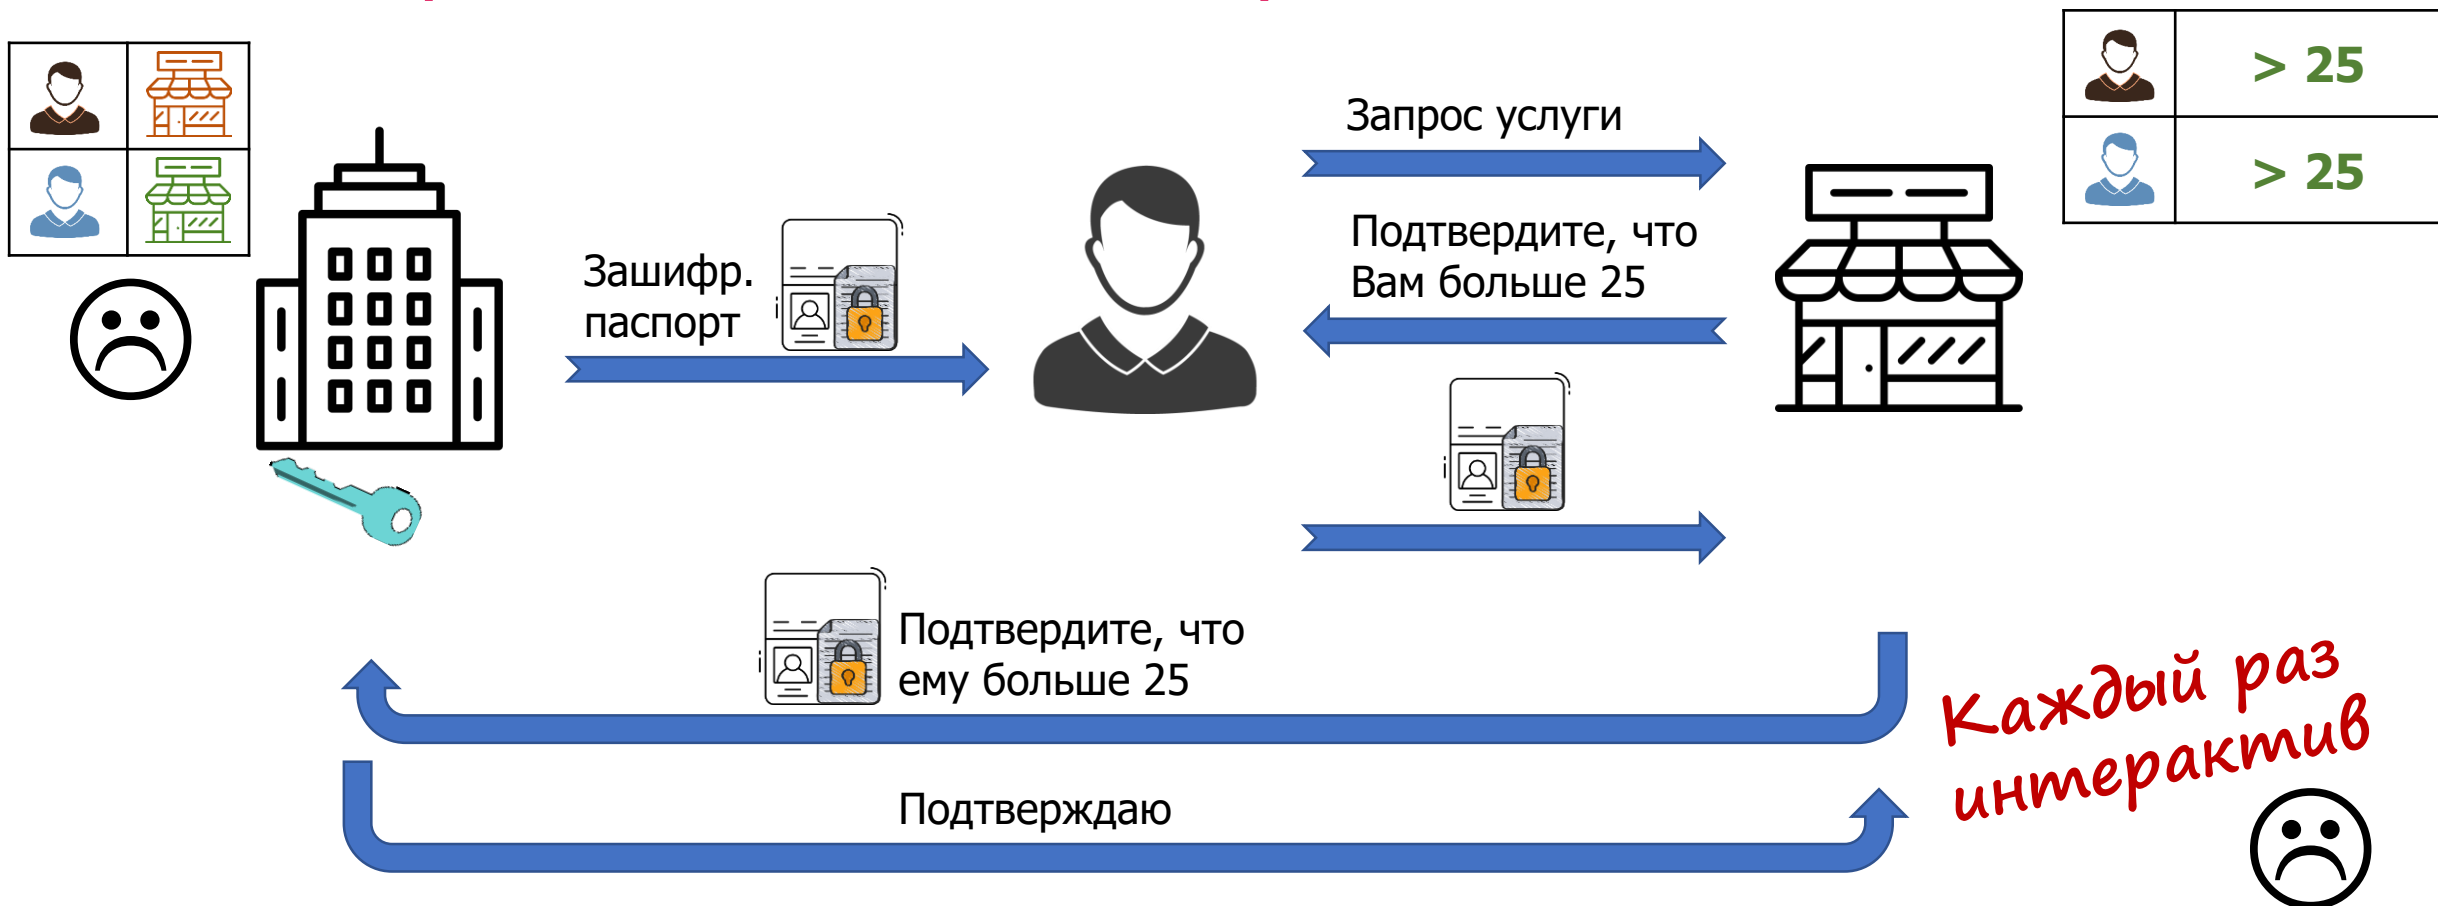 > 25
> 25
Запрос услуги
Подтвердите, что
Вам больше 25
Зашифр.
паспорт
Подтвердите, что
ему больше 25
Каждый раз
интерактив
Подтверждаю